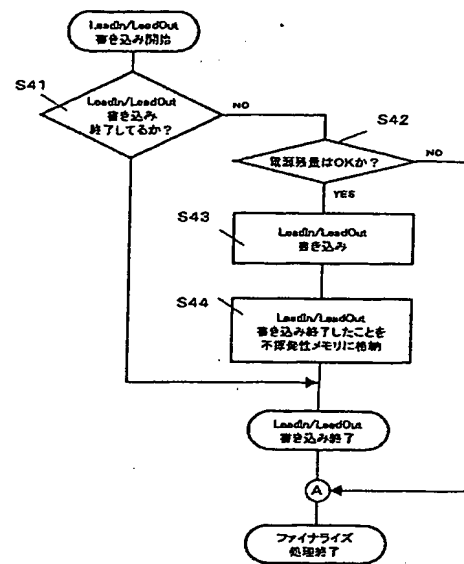 LeadIn/LeadOut
書き込み開始
S41
LeadIn/LeadOut
書き込み
終了してるか？
NO
S42
電源残量はOKか？
NO
YES
S43
LeadIn/LeadOut
書き込み
S44
LeadIn/LeadOut
書き込み終了したことを
不揮発性メモリに格納
LeadIn/LeadOut
書き込み終了
A
ファイナライズ
処理終了